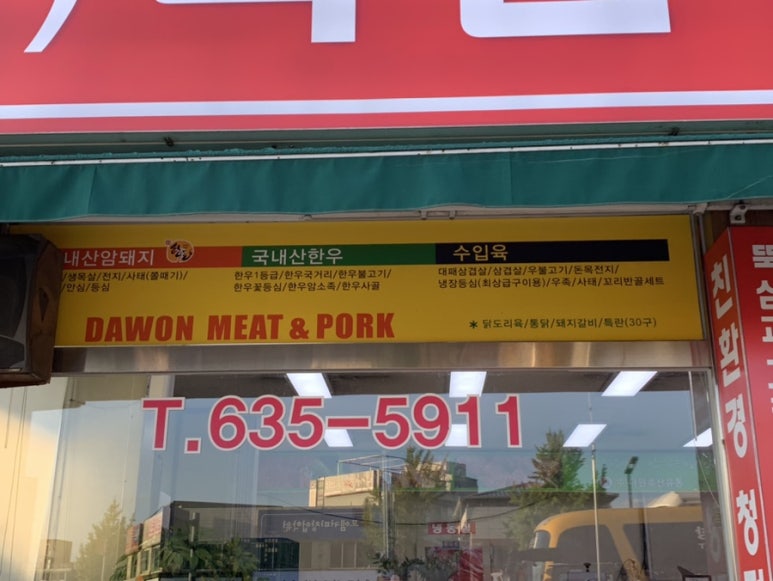 내산암돼지
국내산한우
수입육
/생목살/전지/사태(쫄때기)/
/안심/등심
한우1등급/한우국거리/한우불고기/
한우꽃등심/한우암소족/한우사골
대패삼겹살/삼겹살/우불고기/돈목전지/
냉장등심(최상급구이용)/우족/사태/꼬리반골세트
DAWON MEAT & PORK
* 닭도리육/통닭/돼지갈비/특란(30구)
T.635-5911
친환경 청